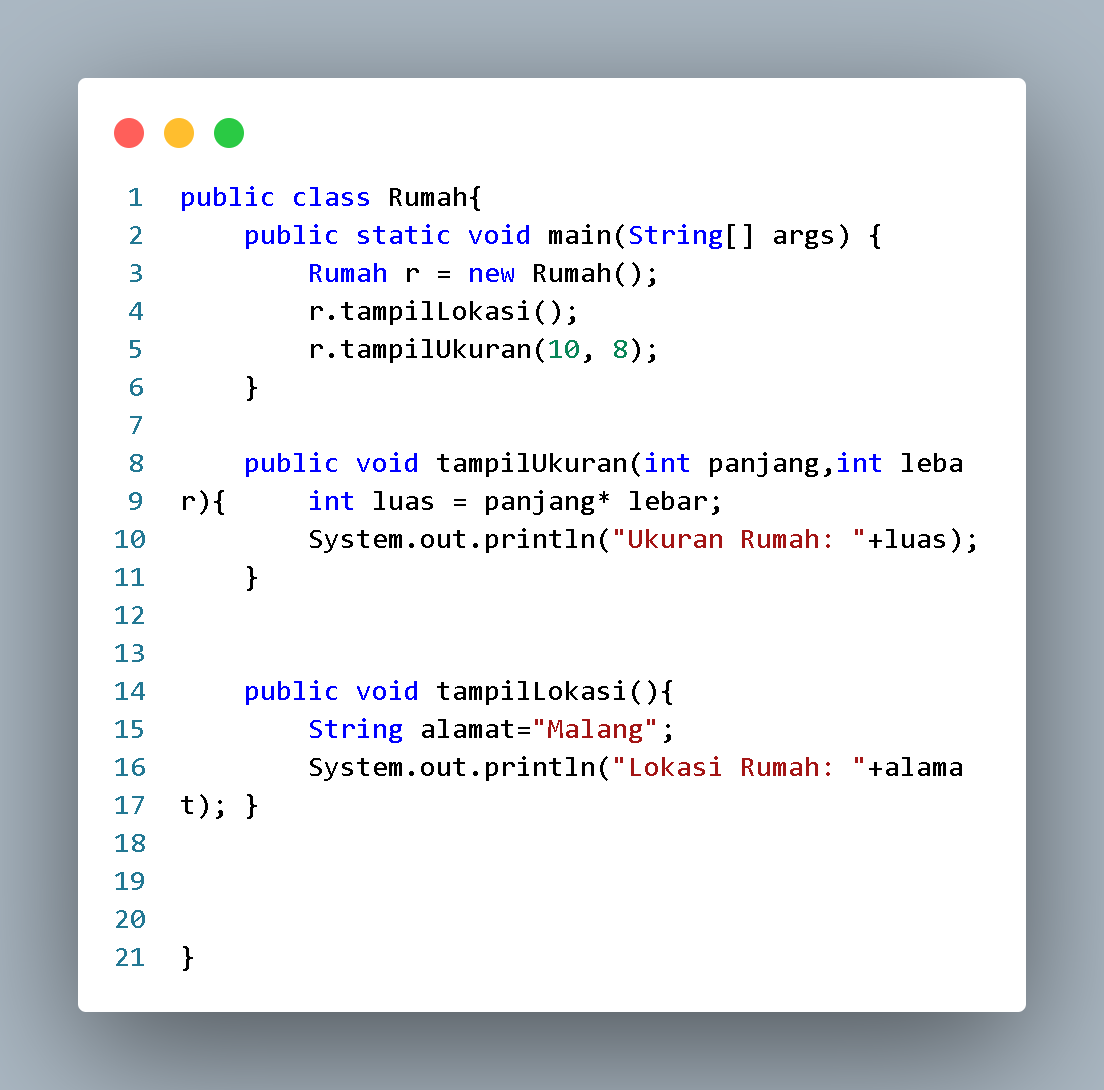 1 public class Rumah{
2     public static void main(String[] args) {
3         Rumah r = new Rumah();
4         r.tampilLokasi();
5         r.tampilUkuran(10, 8);
6     }
7
8     public void tampilUkuran(int panjang,int leba
9 r){     int luas = panjang* lebar;
10         System.out.println("Ukuran Rumah: "+luas);
11     }
12
13
14     public void tampilLokasi(){
15         String alamat="Malang";
16         System.out.println("Lokasi Rumah: "+alama
17 t); }
18
19
20
21 }